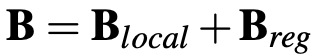 B = B_local + B_reg